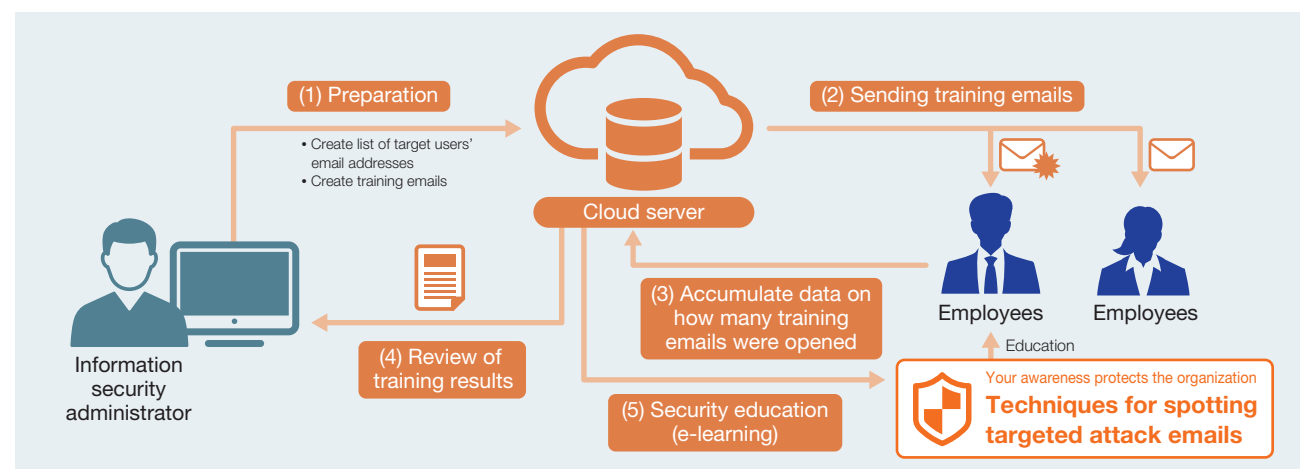 (1) Preparation
• Create list of target users'
email addresses
• Create training emails
(2) Sending training emails
Cloud server
(3) Accumulate data on
how many training
emails were opened
Employees
Employees
(4) Review of
training results
Information
security
administrator
Education
(5) Security education
(e-learning)
Your awareness protects the organization
Techniques for spotting
targeted attack emails